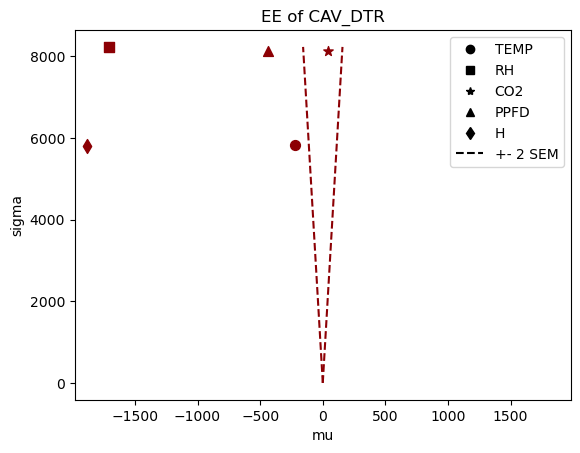 EE of CAV_DTR
TEMP
RH
CO2
PPFD
H
+- 2 SEM
8000
6000
4000
2000
0
sigma
−1500 −1000 −500 0 500 1000 1500
mu